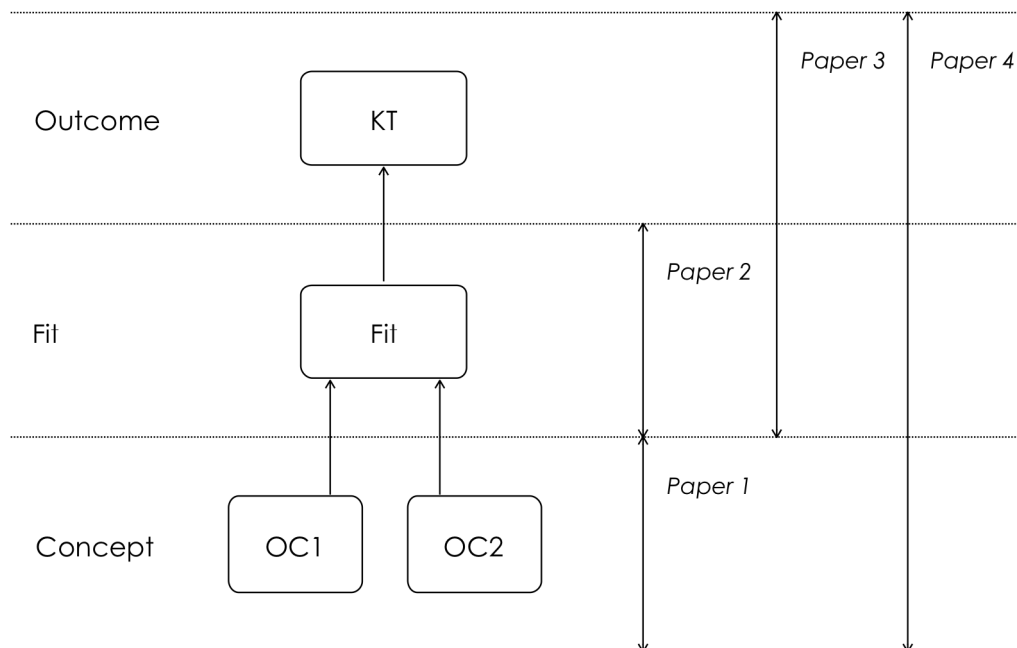 Paper 3
Paper 4
Outcome
KT
Paper 2
Fit
Fit
Paper 1
Concept
OC1
OC2